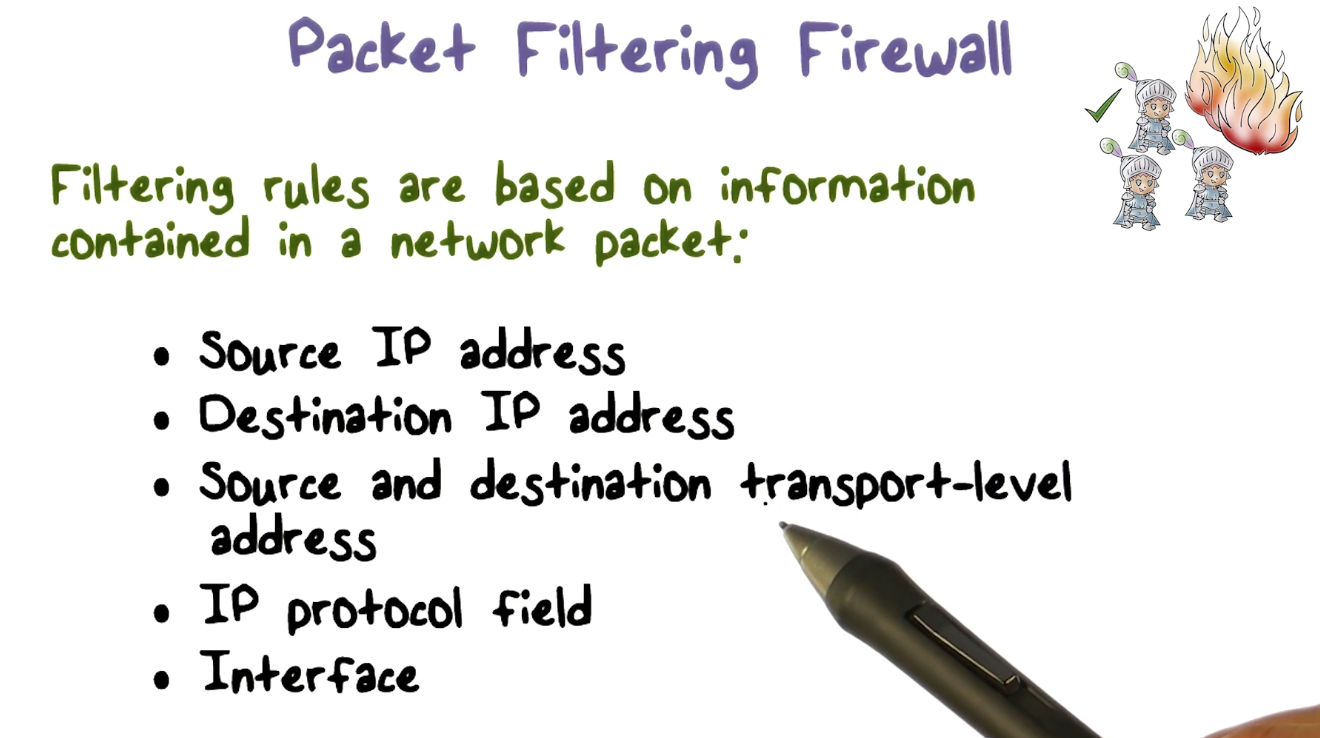 Packet Filtering Firewall
Filtering rules are based on information
contained in a network packet:
• Source IP address
• Destination IP address
• Source and destination transport-level
address
• IP protocol field
• Interface